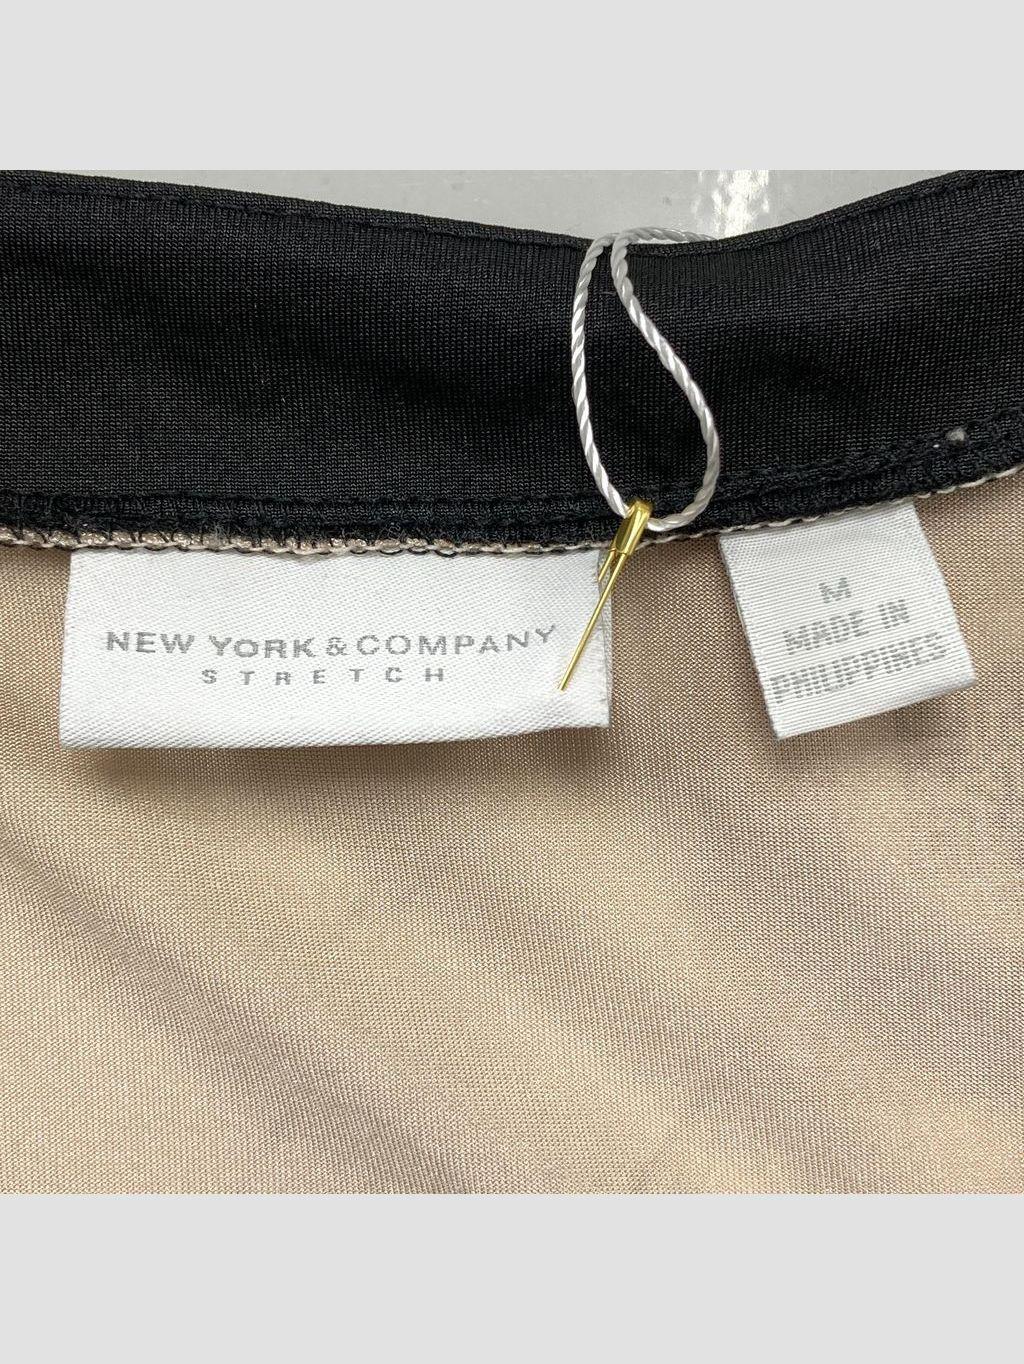 NEW YORK & COMPANY
STRETCH
M
MADE IN
PHILIPPINES